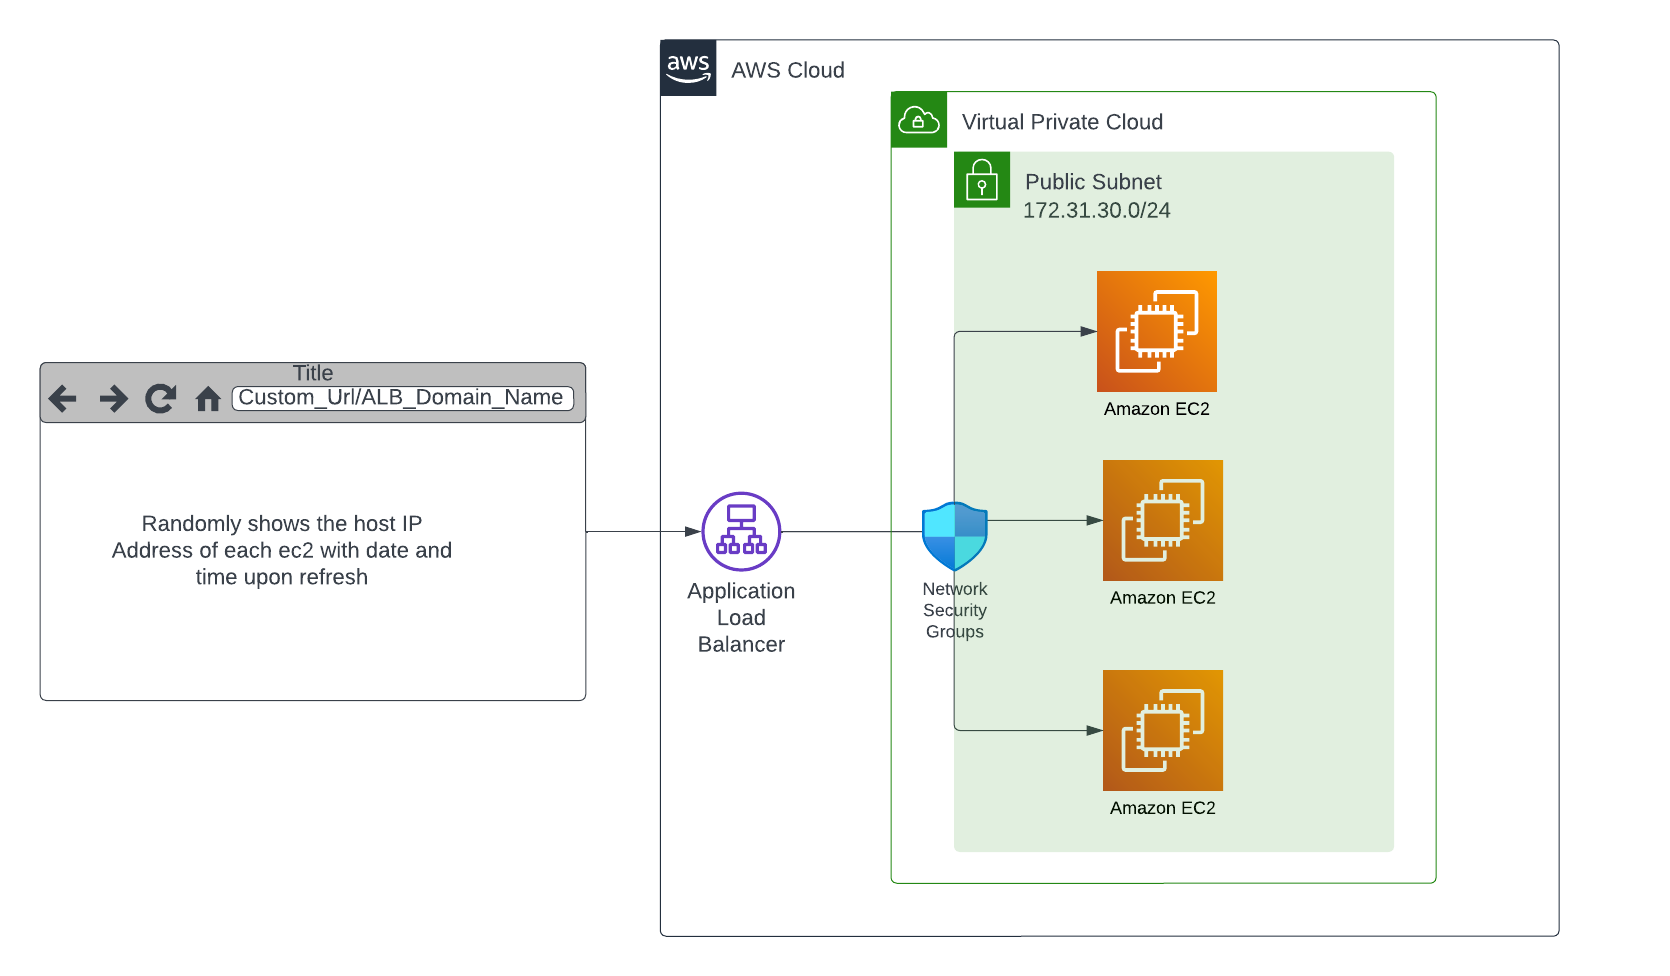 aws
AWS Cloud
Virtual Private Cloud
Public Subnet
172.31.30.0/24
Amazon EC2
Title
Custom_Url/ALB_Domain_Name
Randomly shows the host IP
Address of each ec2 with date and
time upon refresh
Application
Load
Balancer
Network
Security
Groups
Amazon EC2
Amazon EC2